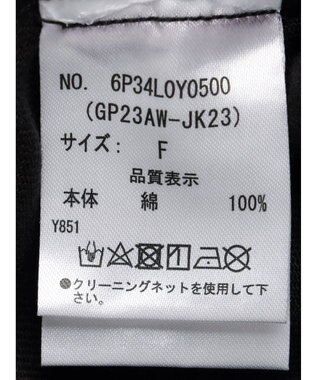 NO. 6P34L0Y0500
(GP23AW-JK23)
サイズ: F
品質表示
本体 綿 100%
Y851
●クリーニングネットを使用して下
さい。